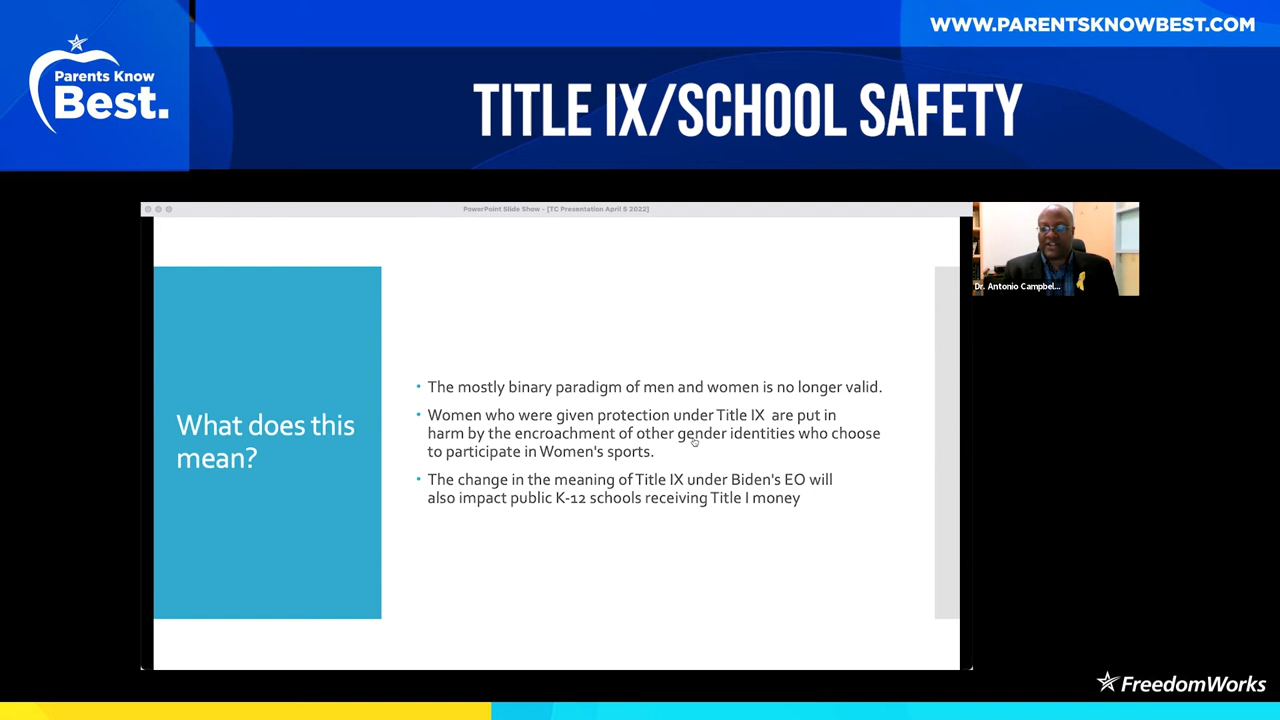 WWW.PARENTSKNOWBEST.COM
Parents Know
Best.
TITLE IX/SCHOOL SAFETY
PowerPoint Slide Show - [TC Presentation April 5 2022]
Dr. Antonio Campbel...
What does this
mean?
• The mostly binary paradigm of men and women is no longer valid.
• Women who were given protection under Title IX are put in
harm by the encroachment of other gender identities who choose
to participate in Women's sports.
• The change in the meaning of Title IX under Biden's EO will
also impact public K-12 schools receiving Title I money
FreedomWorks